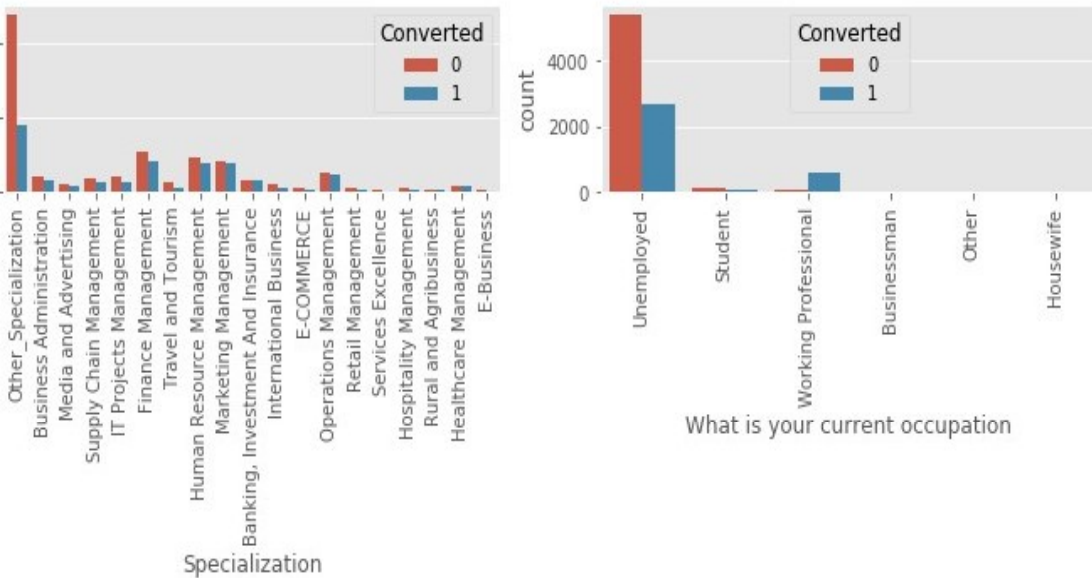 Converted
0
1
Other_Specialization
Business Administration
Media and Advertising
Supply Chain Management
IT Projects Management
Finance Management
Travel and Tourism
Human Resource Management
Marketing Management
Banking, Investment And Insurance
International Business
E-COMMERCE
Operations Management
Retail Management
Services Excellence
Hospitality Management
Rural and Agribusiness
Healthcare Management
E-Business
Specialization
Converted
0
1
count
4000
2000
0
Unemployed
Student
Working Professional
Businessman
Other
Housewife
What is your current occupation